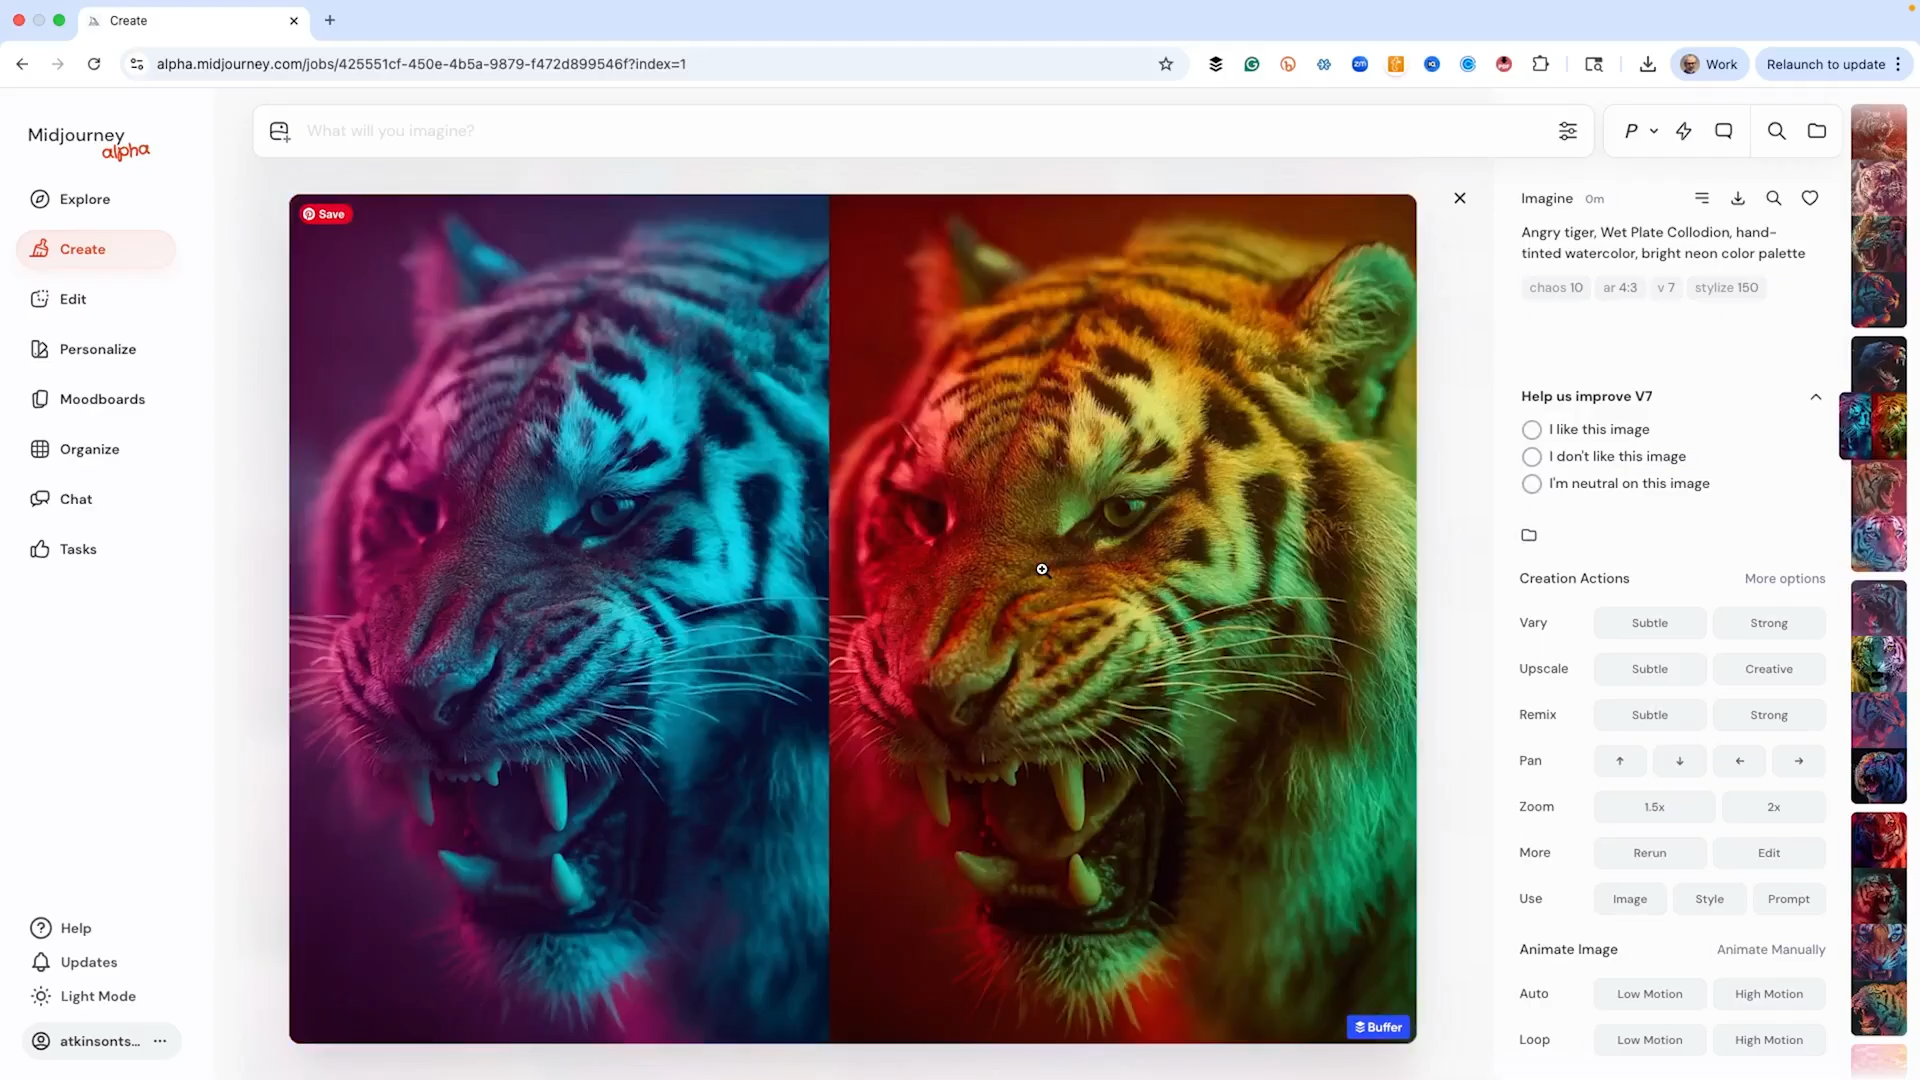 Create
alpha.midjourney.com/jobs/425551cf-450e-4b5a-9879-f472d899546f?index=1
Work
Relaunch to update
Midjourney
alpha
What will you imagine?
P
Explore
Create
Edit
Personalize
Moodboards
Organize
Chat
Tasks
Help
Updates
Light Mode
atkinsonts...
Save
Buffer
Imagine 0m
Angry tiger, Wet Plate Collodion, hand-
tinted watercolor, bright neon color palette
chaos 10 ar 4:3 v 7 stylize 150
Help us improve V7
I like this image
I don't like this image
I'm neutral on this image
Creation Actions More options
Vary Subtle Strong
Upscale Subtle Creative
Remix Subtle Strong
Pan
Zoom 1.5x 2x
More Rerun Edit
Use Image Style Prompt
Animate Image Animate Manually
Auto Low Motion High Motion
Loop Low Motion High Motion